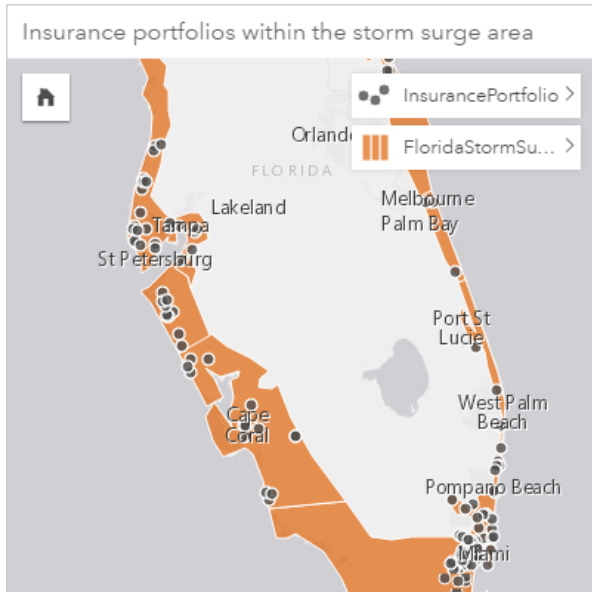 Insurance portfolios within the storm surge area
InsurancePortfolio
Orlando
FloridaStormSu...
FLORIDA
Melbourne
Lakeland
Palm Bay
Tampa
St Petersburg
Port St
Lucie
West Palm
Beach
Cape
Coral
Pompano Beach
Miami